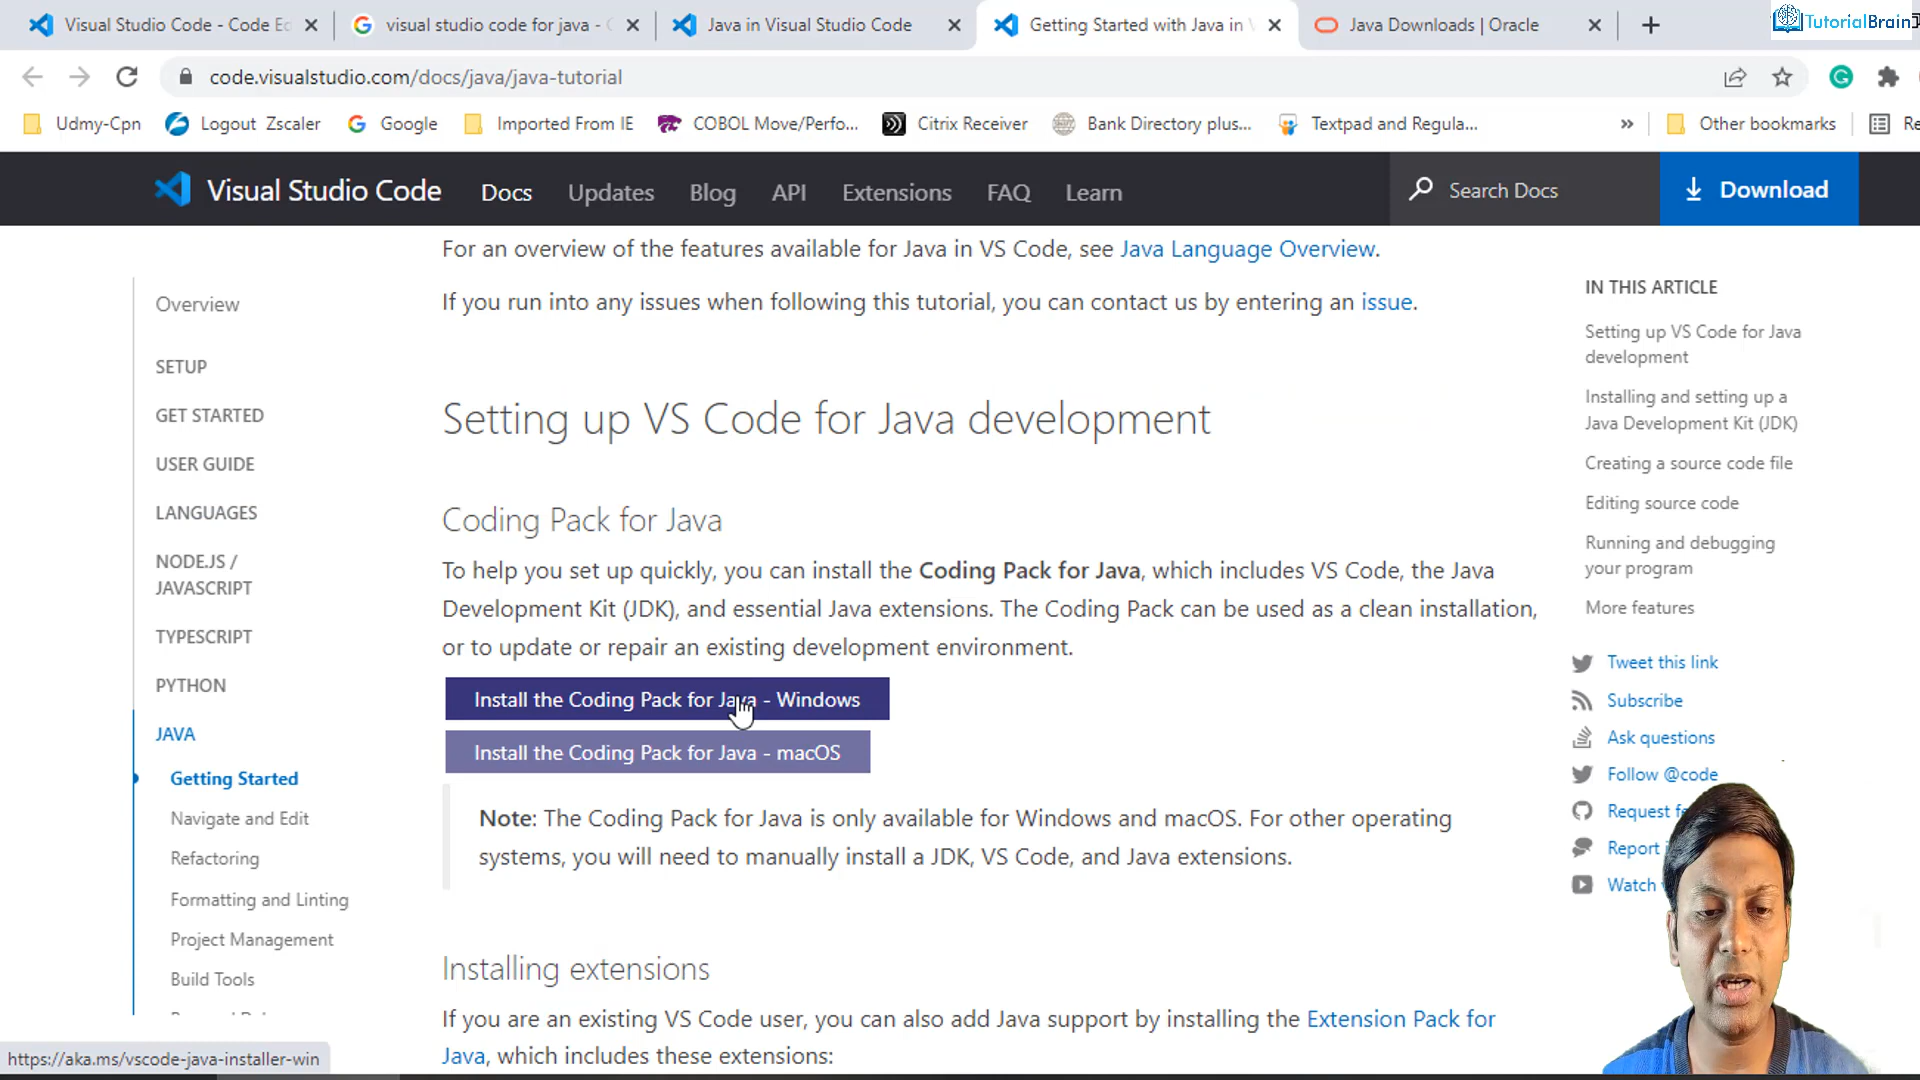 Visual Studio Code - Code Ed
visual studio code for java - G
Java in Visual Studio Code
Getting Started with Java in V
Java Downloads | Oracle
TutorialBrain
code.visualstudio.com/docs/java/java-tutorial
Udmy-Cpn
Logout Zscaler
Google
Imported From IE
COBOL Move/Perfo...
Citrix Receiver
Bank Directory plus...
Textpad and Regula...
»
Other bookmarks
Re
Visual Studio Code
Docs
Updates
Blog
API
Extensions
FAQ
Learn
Search Docs
Download
Overview
SETUP
GET STARTED
USER GUIDE
LANGUAGES
NODE.JS /
JAVASCRIPT
TYPESCRIPT
PYTHON
JAVA
Getting Started
Navigate and Edit
Refactoring
Formatting and Linting
Project Management
Build Tools
For an overview of the features available for Java in VS Code, see Java Language Overview.
If you run into any issues when following this tutorial, you can contact us by entering an issue.
Setting up VS Code for Java development
Coding Pack for Java
To help you set up quickly, you can install the Coding Pack for Java, which includes VS Code, the Java
Development Kit (JDK), and essential Java extensions. The Coding Pack can be used as a clean installation,
or to update or repair an existing development environment.
Install the Coding Pack for Java - Windows
Install the Coding Pack for Java - macOS
Note: The Coding Pack for Java is only available for Windows and macOS. For other operating
systems, you will need to manually install a JDK, VS Code, and Java extensions.
Installing extensions
If you are an existing VS Code user, you can also add Java support by installing the Extension Pack for
Java, which includes these extensions:
IN THIS ARTICLE
Setting up VS Code for Java
development
Installing and setting up a
Java Development Kit (JDK)
Creating a source code file
Editing source code
Running and debugging
your program
More features
Tweet this link
Subscribe
Ask questions
Follow @code
Request
Report
Watch
https://aka.ms/vscode-java-installer-win